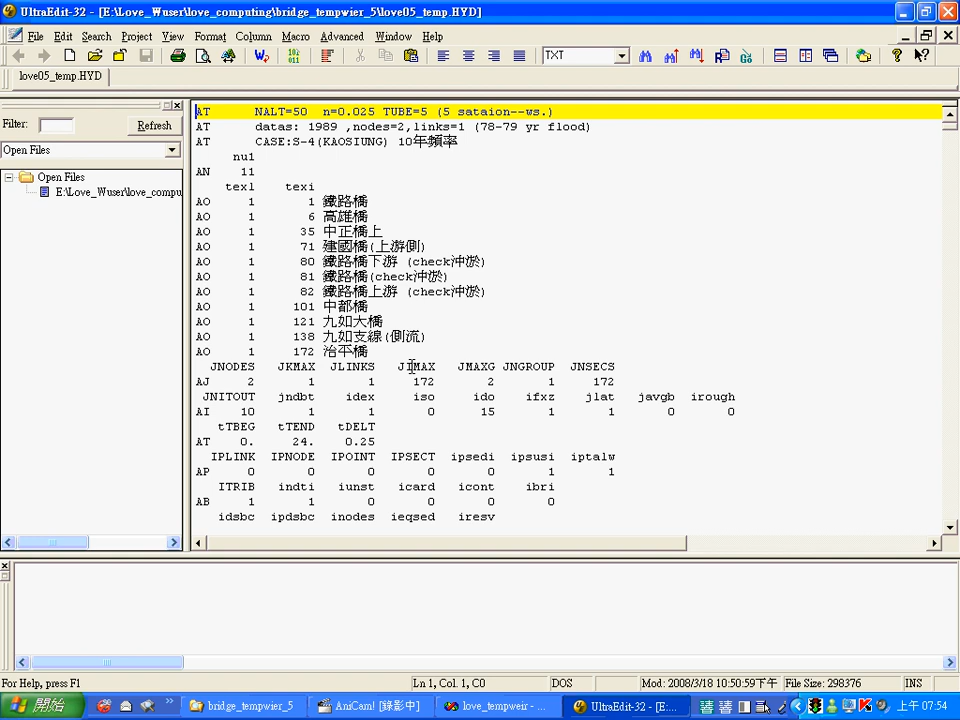 UltraEdit-32 - [E:\Love_Wuser\love_computing\bridge_tempwier_5\love05_temp.HYD]
File Edit Search Project View Format Column Macro Advanced Window Help
TXT
love05_temp.HYD
Filter: Refresh
Open Files
Open Files
E:\Love_Wuser\love_compu
AT NALT=50 n=0.025 TUBE=5 (5 sataion--ws.)
AT datas: 1989 ,nodes=2,links=1 (78-79 yr flood)
AT CASE:S-4(KAOSIUNG) 10年頻率
nu1
AN 11
texl texi
AO 1 1 鐵路橋
AO 1 6 高雄橋
AO 1 35 中正橋上
AO 1 71 建國橋(上游側)
AO 1 80 鐵路橋下游 (check沖淤)
AO 1 81 鐵路橋(check沖淤)
AO 1 82 鐵路橋上游 (check沖淤)
AO 1 101 中都橋
AO 1 121 九如大橋
AO 1 138 九如支線(側流)
AO 1 172 治平橋
JNODES JKMAX JLINKS JIMAX JMAXG JNGROUP JNSECS
AJ 2 1 1 172 2 1 172
JNITOUT jndbt idex iso ido ifxz jlat javgb irough
AI 10 1 1 0 15 1 1 0 0
tTBEG tTEND tDELT
AT 0. 24. 0.25
IPLINK IPNODE IPOINT IPSECT ipsedi ipsusi iptalw
AP 0 0 0 0 0 1 1
ITRIB indti iunst icard icont ibri
AB 1 1 0 0 0 0
idsbc ipdsbc inodes ieqsed iresv
For Help, press F1 Ln 1, Col. 1, C0 DOS Mod: 2008/3/18 10:50:59下午 File Size: 298376 INS
開始 bridge_tempwier_5 AniCam! [錄影中] love_tempweir - ... UltraEdit-32 - [E:... 上午 07:54